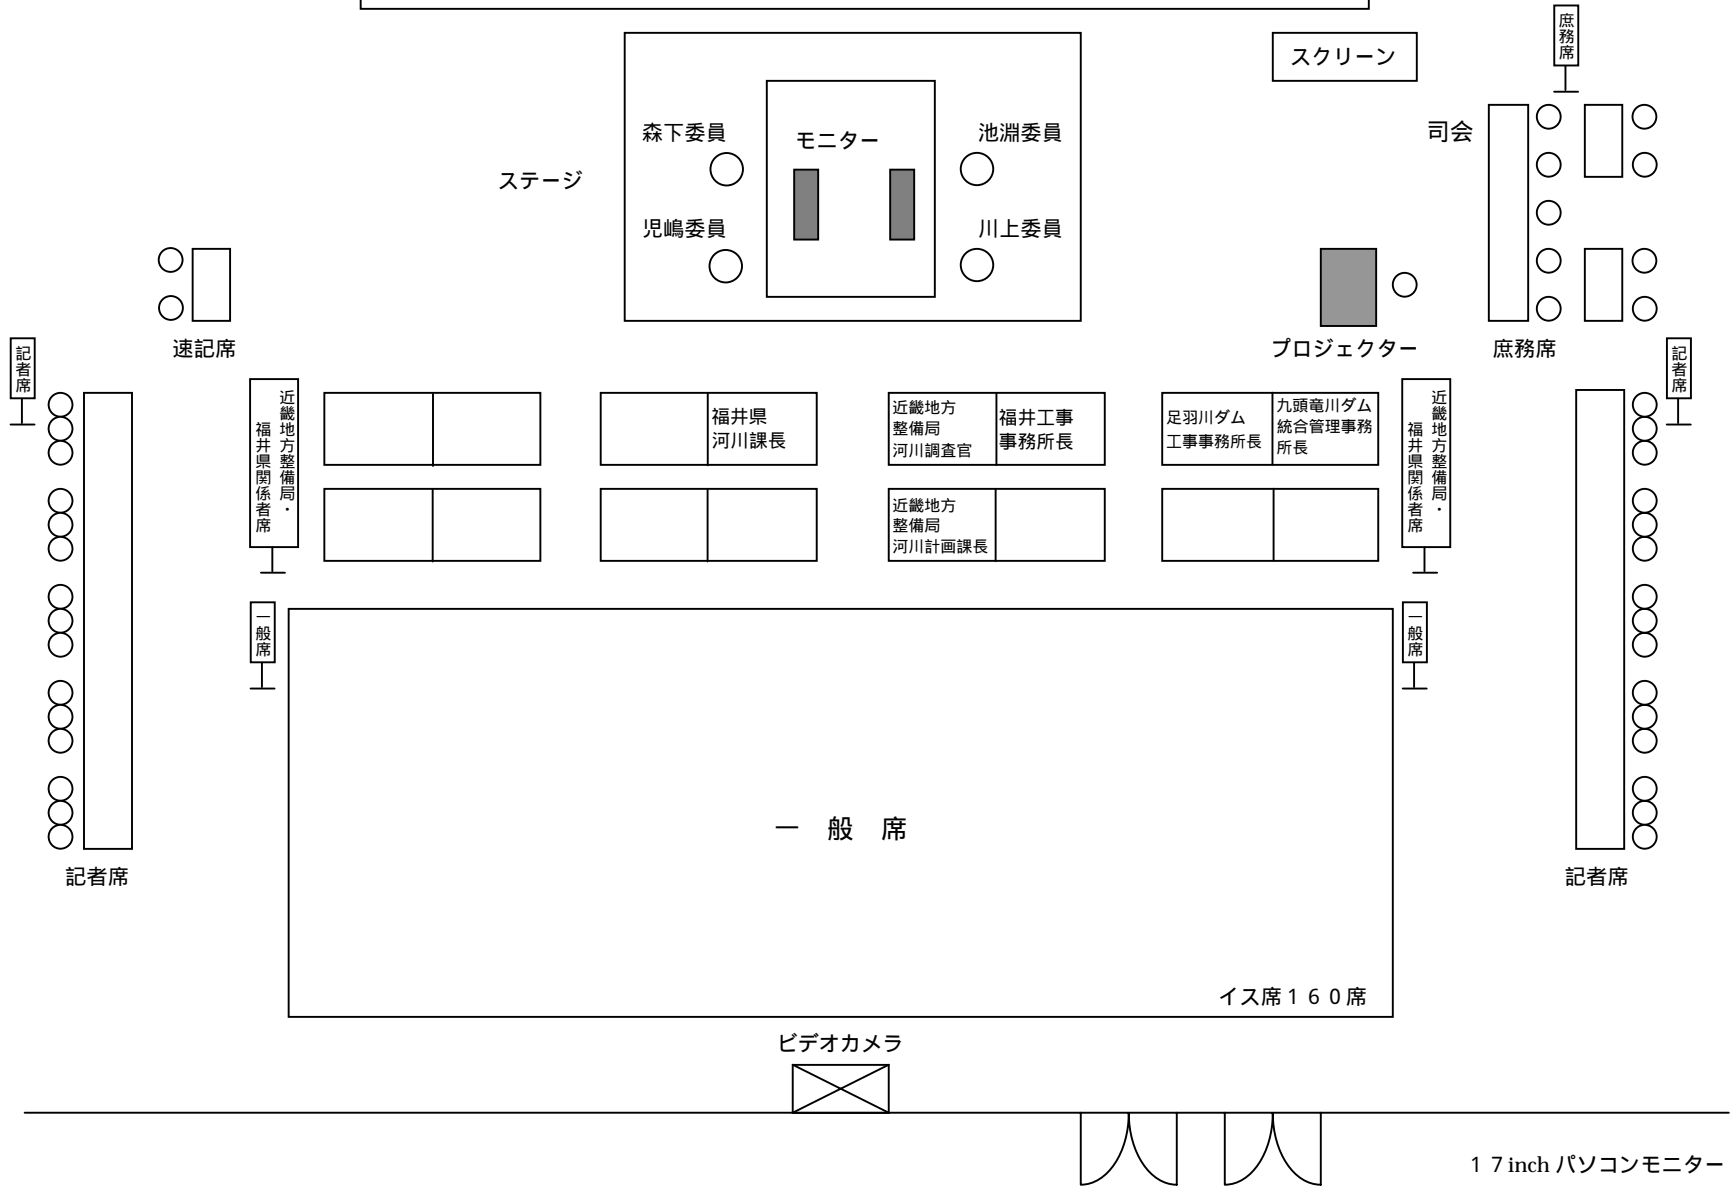 庶務席
スクリーン
司会
森下委員
モニター
池淵委員
ステージ
児嶋委員
川上委員
速記席
プロジェクター
庶務席
記者席
記者席
近畿地方整備局・
福井県関係者席
福井県
河川課長
近畿地方
整備局
河川調査官
福井工事
事務所長
足羽川ダム
工事事務所長
九頭竜川ダム
統合管理事務
所長
近畿地方整備局・
福井県関係者席
近畿地方
整備局
河川計画課長
一般席
一般席
一　般　席
記者席
記者席
イス席１６０席
ビデオカメラ
１７inch パソコンモニター